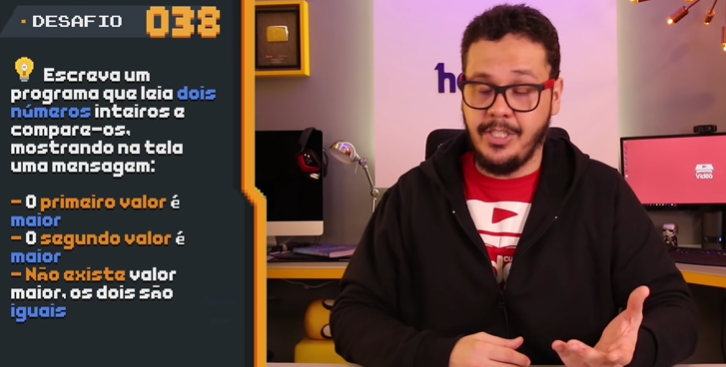 DESAFIO 038
Escreva um
programa que leia dois
números inteiros e
compare-os,
mostrando na tela
uma mensagem:
- O primeiro valor é
maior
- O segundo valor é
maior
- Não existe valor
maior, os dois são
iguais
Vídeo